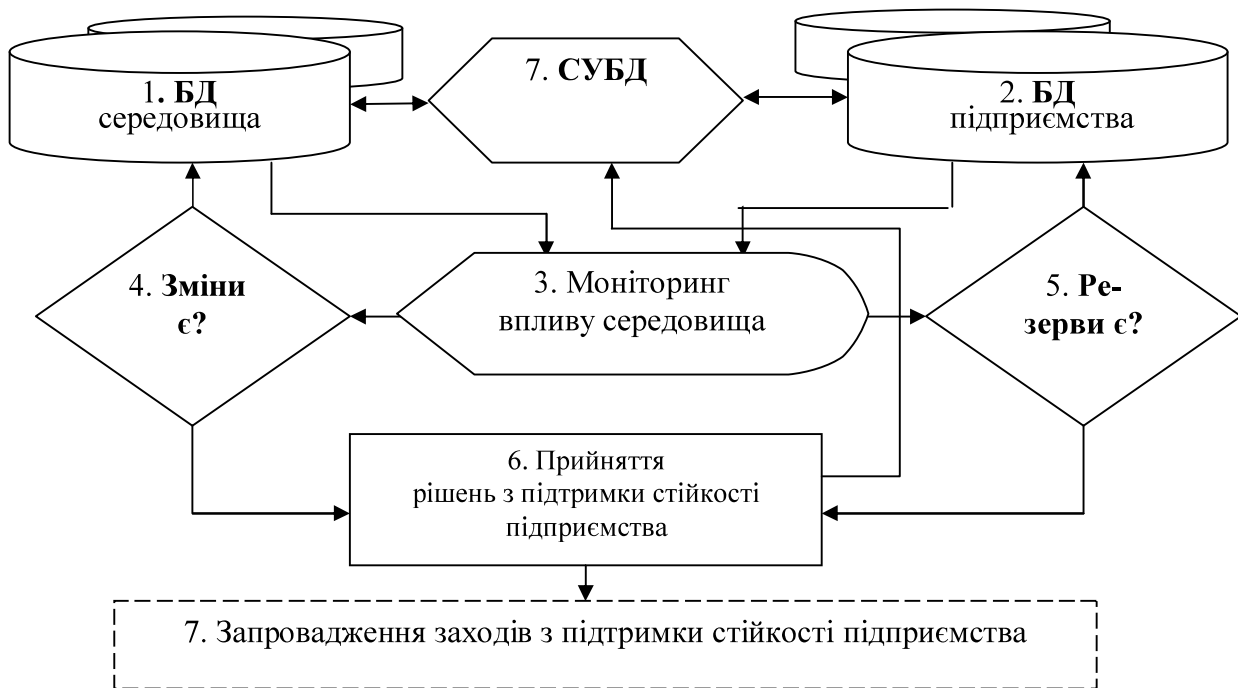 1. БД
середовища
7. СУБД
2. БД
підприємства
4. Зміни
є?
3. Моніторинг
впливу середовища
5. Ре-
зерви є?
6. Прийняття
рішень з підтримки стійкості
підприємства
7. Запровадження заходів з підтримки стійкості підприємства